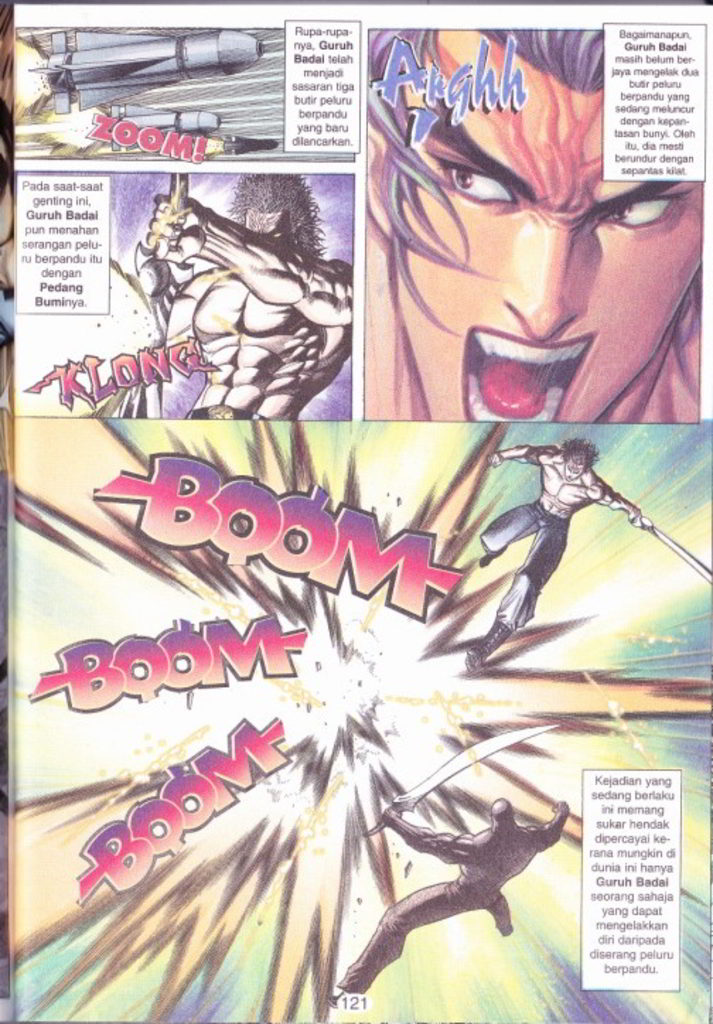 Rupa-rupa-
nya, Guruh
Badai telah
menjadi
sasaran tiga
butir peluru
berpandu
yang baru
dilancarkan.
ZOOM!
Pada saat-saat
genting ini,
Guruh Badai
pun menahan
serangan pelu-
ru berpandu itu
dengan
Pedang
Buminya.
KLONG
Arghh
Bagaimanapun,
Guruh Badai
masih belum ber-
jaya mengelak dua
butir peluru
berpandu yang
sedang meluncur
dengan kepan-
tasan bunyi. Oleh
itu, dia mesti
berundur dengan
sepantas kilat.
BOOM
BOOM
BOOM
Kejadian yang
sedang berlaku
ini memang
sukar hendak
dipercayai ke-
rana mungkin di
dunia ini hanya
Guruh Badai
seorang sahaja
yang dapat
mengelakkan
diri daripada
diserang peluru
berpandu.
121